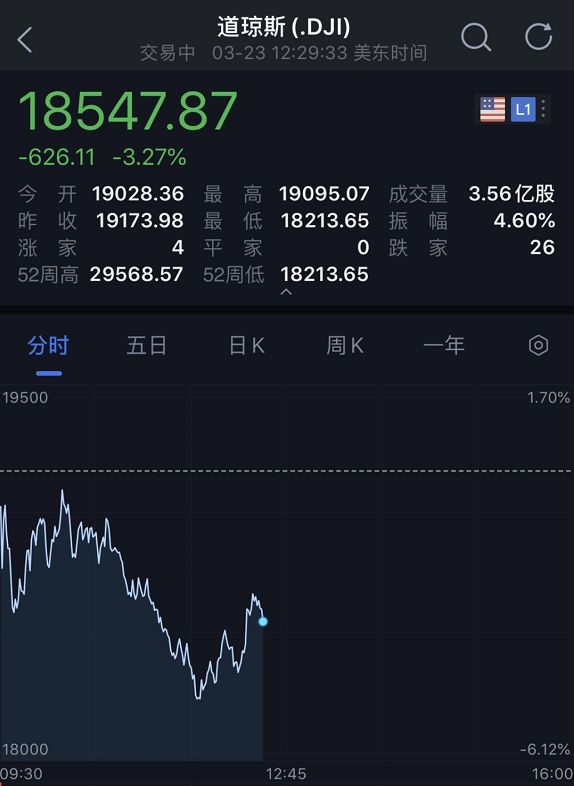 道琼斯(.DJI)
交易中 03-23 12:29:33 美东时间
18547.87
L1
-626.11 -3.27%
今开 19028.36 最高 19095.07 成交量 3.56亿股
昨收 19173.98 最低 18213.65 振幅 4.60%
涨家 4 平家 0 跌家 26
52周高 29568.57 52周低 18213.65
分时 五日 日K 周K 一年
19500 1.70%
18000 -6.12%
09:30 12:45 16:00